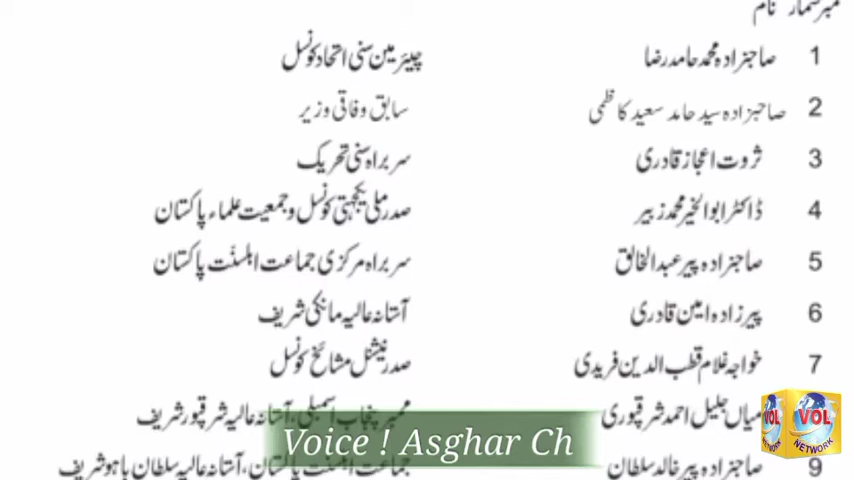 نمبر شمار نام
1 صاحبزادہ محمد حامد رضا چیئرمین سنی اتحاد کونسل
2 صاحبزادہ سید حامد سعید کاظمی سابق وفاقی وزیر
3 ثروت اعجاز قادری سربراہ سنی تحریک
4 ڈاکٹر ابوالخیر محمد زبیر صدر ملی یکجہتی کونسل و جمعیت علماء پاکستان
5 صاحبزادہ پیر عبدالخالق سربراہ مرکزی جماعت اہلسنّت پاکستان
6 پیرزادہ امین قادری آستانہ عالیہ مانکی شریف
7 خواجہ غلام قطب الدین فریدی صدر نیشنل مشائخ کونسل
میاں جلیل احمد شرقپوری ممبر پنجاب اسمبلی، آستانہ عالیہ شرقپور شریف
9 صاحبزادہ پیر خالد سلطان جماعت اہلسنت پاکستان، آستانہ عالیہ سلطان باہو شریف
Voice ! Asghar Ch
VOL
VOL
NETWORK